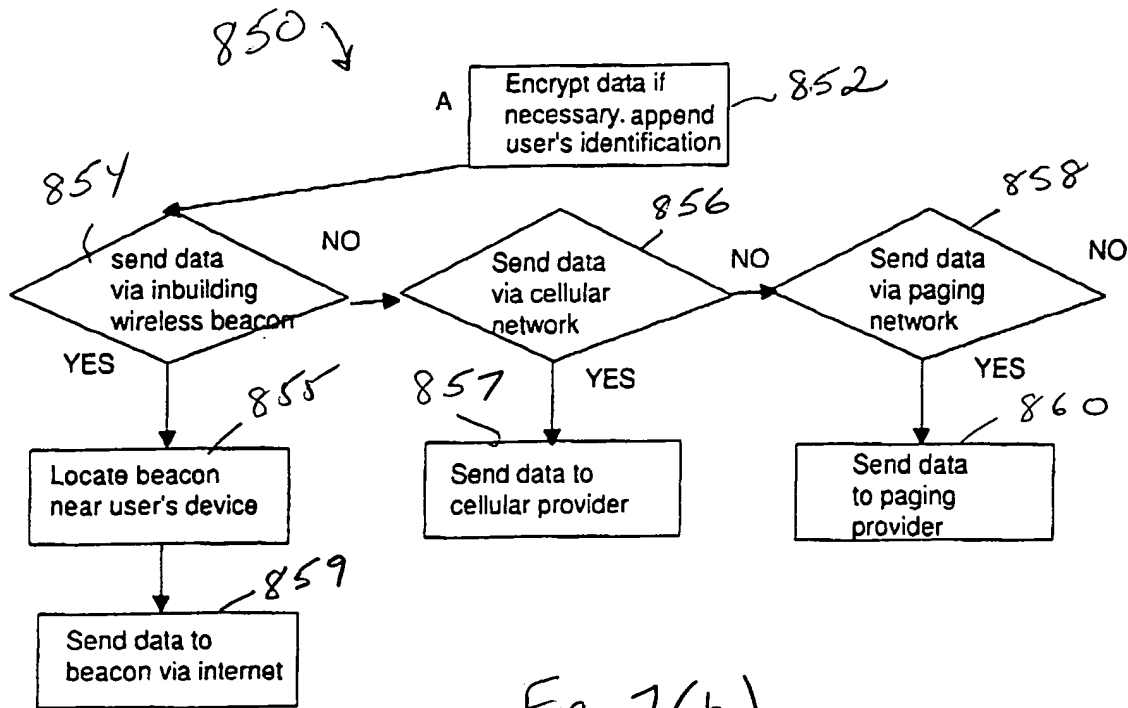 850
A
Encrypt data if
necessary. append
user's identification
852
854
send data
via inbuilding
wireless beacon
NO
YES
856
Send data
via cellular
network
NO
YES
858
Send data
via paging
network
NO
YES
855
Locate beacon
near user's device
857
Send data to
cellular provider
860
Send data
to paging
provider
859
Send data to
beacon via internet
Fig. 7(b)